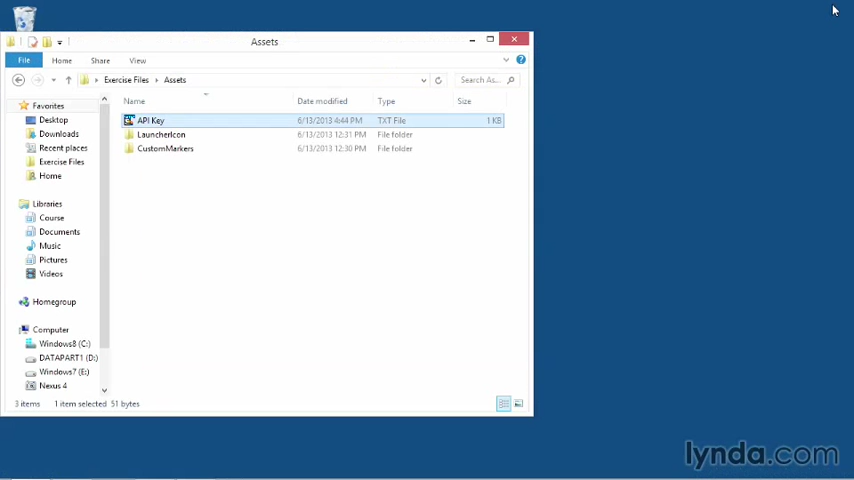 Assets
File
Home
Share
View
Exercise Files
Assets
Search As...
Name
Date modified
Type
Size
Favorites
Desktop
Downloads
Recent places
Exercise Files
Home
Libraries
Course
Documents
Music
Pictures
Videos
Homegroup
Computer
Windows8 (C:)
DATAPART1 (D:)
Windows7 (E:)
Nexus 4
API Key 6/13/2013 4:44 PM TXT File 1 KB
LauncherIcon 6/13/2013 12:31 PM File folder
CustomMarkers 6/13/2013 12:30 PM File folder
3 items 1 item selected 51 bytes
lynda.com